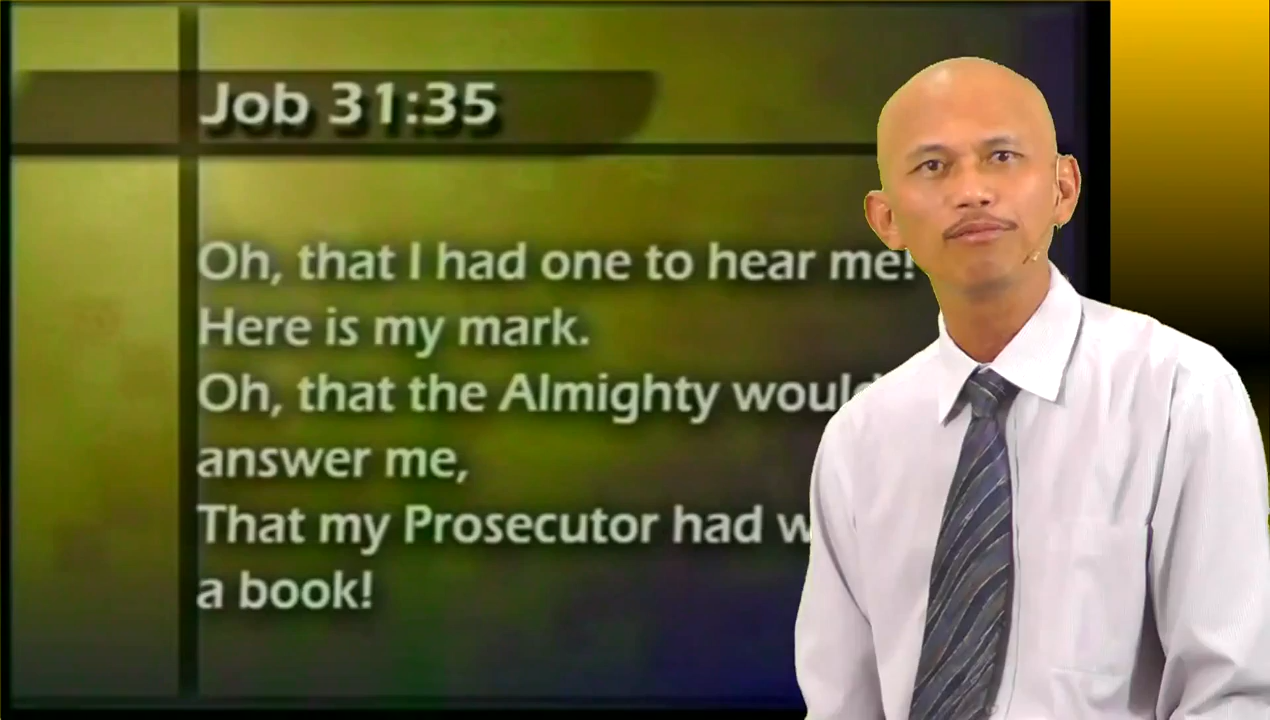 Job 31:35
Oh, that I had one to hear me!
Here is my mark.
Oh, that the Almighty
answer me,
That my Prosecutor had
a book!